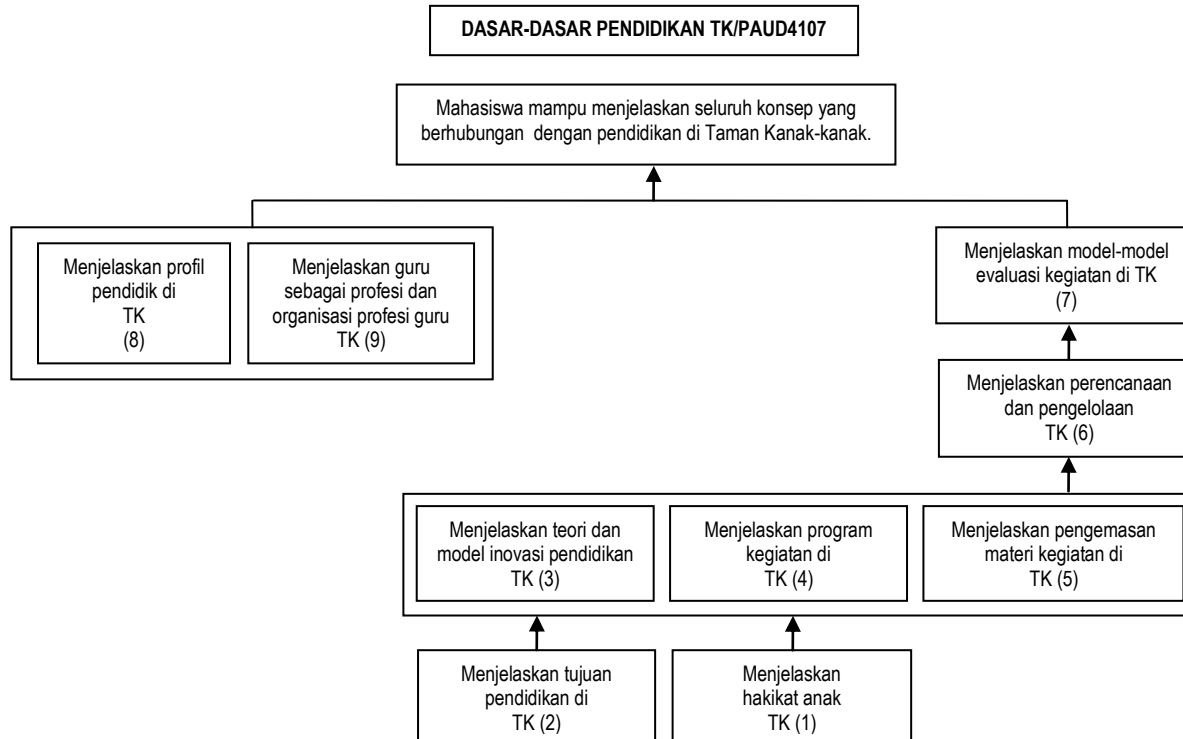 DASAR-DASAR PENDIDIKAN TK/PAUD4107
Mahasiswa mampu menjelaskan seluruh konsep yang
berhubungan dengan pendidikan di Taman Kanak-kanak.
Menjelaskan profil
pendidik di
TK
(8)
Menjelaskan guru
sebagai profesi dan
organisasi profesi guru
TK (9)
Menjelaskan model-model
evaluasi kegiatan di TK
(7)
Menjelaskan perencanaan
dan pengelolaan
TK (6)
Menjelaskan teori dan
model inovasi pendidikan
TK (3)
Menjelaskan program
kegiatan di
TK (4)
Menjelaskan pengemasan
materi kegiatan di
TK (5)
Menjelaskan tujuan
pendidikan di
TK (2)
Menjelaskan
hakikat anak
TK (1)